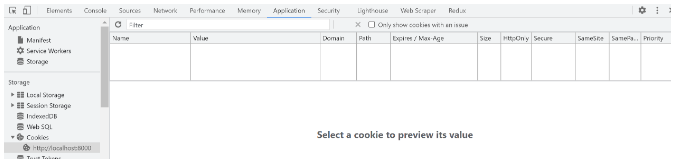 Elements Console Sources Network Performance Memory Application Security Lighthouse Web Scraper Redux
Application
Manifest
Service Workers
Storage
Storage
Local Storage
Session Storage
IndexedDB
Web SQL
Cookies
http://localhost:8000
Trust Tokens
Filter
Only show cookies with an issue
Name Value Domain Path Expires / Max-Age Size HttpOnly Secure SameSite SamePa... Priority
Select a cookie to preview its value